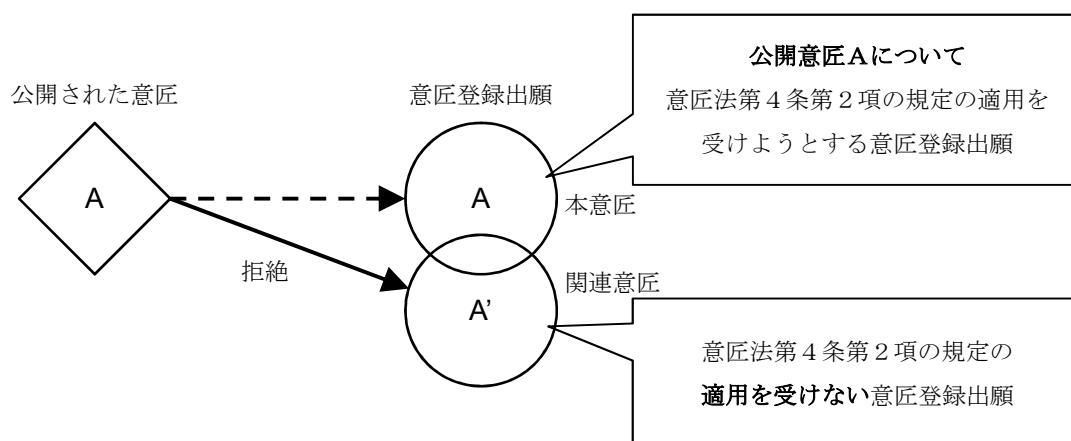 公開された意匠
意匠登録出願
公開意匠Aについて
意匠法第4条第2項の規定の適用を
受けようとする意匠登録出願
A
A
本意匠
拒絶
関連意匠
A’
意匠法第4条第2項の規定の
適用を受けない意匠登録出願